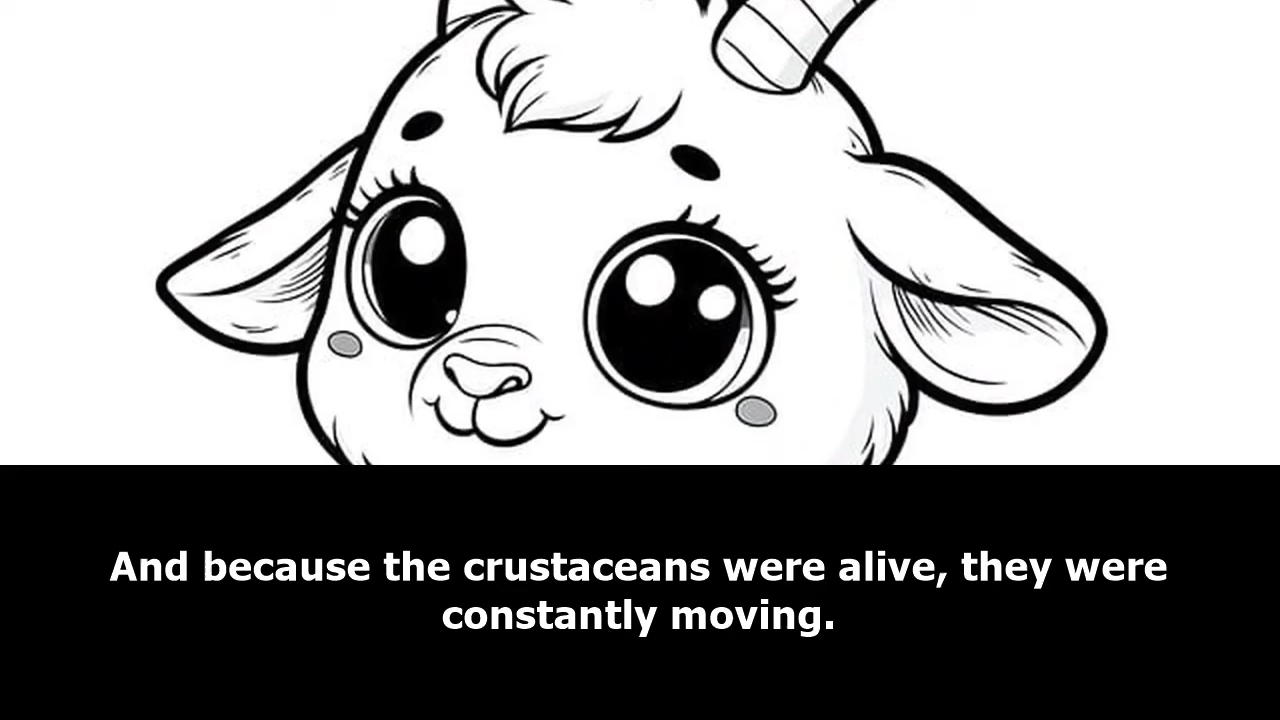 And because the crustaceans were alive, they were
constantly moving.